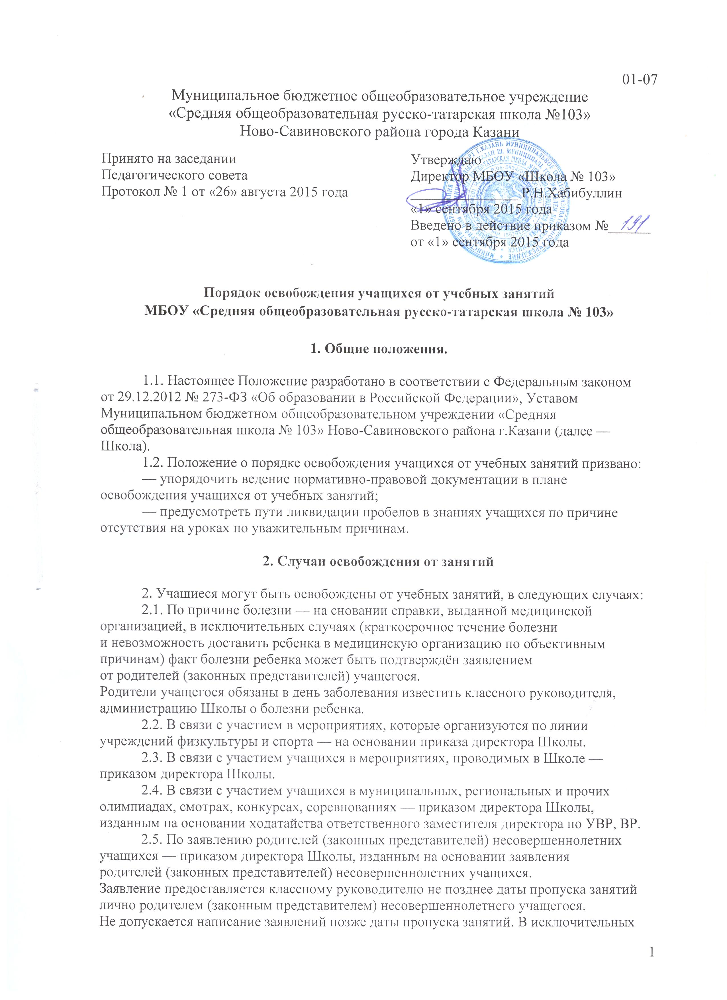 01-07
Муниципальное бюджетное общеобразовательное учреждение
«Средняя общеобразовательная русско-татарская школа №103»
Ново-Савиновского района города Казани
Принято на заседании
Педагогического совета
Протокол № 1 от «26» августа 2015 года
Утверждаю
Директор МБОУ «Школа № 103»
Р.Н.Хабибуллин
«1» сентября 2015 года
Введено в действие приказом № 191
от «1» сентября 2015 года
Порядок освобождения учащихся от учебных занятий
МБОУ «Средняя общеобразовательная русско-татарская школа № 103»
1. Общие положения.
1.1. Настоящее Положение разработано в соответствии с Федеральным законом
от 29.12.2012 № 273-ФЗ «Об образовании в Российской Федерации», Уставом
Муниципальном бюджетном общеобразовательном учреждении «Средняя
общеобразовательная школа № 103» Ново-Савиновского района г.Казани (далее —
Школа).
1.2. Положение о порядке освобождения учащихся от учебных занятий призвано:
— упорядочить ведение нормативно-правовой документации в плане
освобождения учащихся от учебных занятий;
— предусмотреть пути ликвидации пробелов в знаниях учащихся по причине
отсутствия на уроках по уважительным причинам.
2. Случаи освобождения от занятий
2. Учащиеся могут быть освобождены от учебных занятий, в следующих случаях:
2.1. По причине болезни — на сновании справки, выданной медицинской
организацией, в исключительных случаях (краткосрочное течение болезни
и невозможность доставить ребенка в медицинскую организацию по объективным
причинам) факт болезни ребенка может быть подтверждён заявлением
от родителей (законных представителей) учащегося.
Родители учащегося обязаны в день заболевания известить классного руководителя,
администрацию Школы о болезни ребенка.
2.2. В связи с участием в мероприятиях, которые организуются по линии
учреждений физкультуры и спорта — на основании приказа директора Школы.
2.3. В связи с участием учащихся в мероприятиях, проводимых в Школе —
приказом директора Школы.
2.4. В связи с участием учащихся в муниципальных, региональных и прочих
олимпиадах, смотрах, конкурсах, соревнованиях — приказом директора Школы,
изданным на основании ходатайства ответственного заместителя директора по УВР, ВР.
2.5. По заявлению родителей (законных представителей) несовершеннолетних
учащихся — приказом директора Школы, изданным на основании заявления
родителей (законных представителей) несовершеннолетних учащихся.
Заявление предоставляется классному руководителю не позднее даты пропуска занятий
лично родителем (законным представителем) несовершеннолетнего учащегося.
Не допускается написание заявлений позже даты пропуска занятий. В исключительных
1